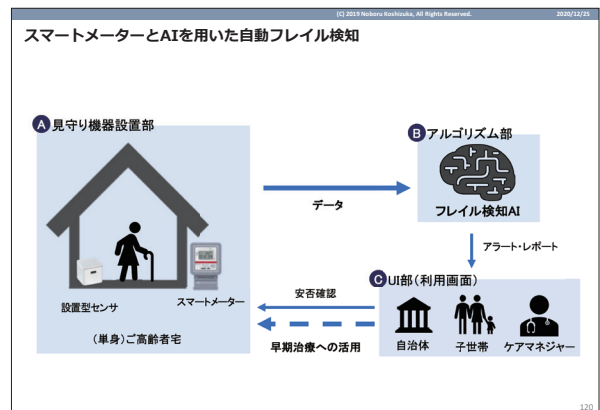 (C) 2019 Noboru Koshizuka, All Rights Reserved. 2020/12/25
スマートメーターとAIを用いた自動フレイル検知
A 見守り機器設置部
設置型センサ
スマートメーター
(単身)ご高齢者宅
データ
B アルゴリズム部
フレイル検知AI
アラート・レポート
C UI部(利用画面)
自治体 子世帯 ケアマネジャー
安否確認
早期治療への活用
120